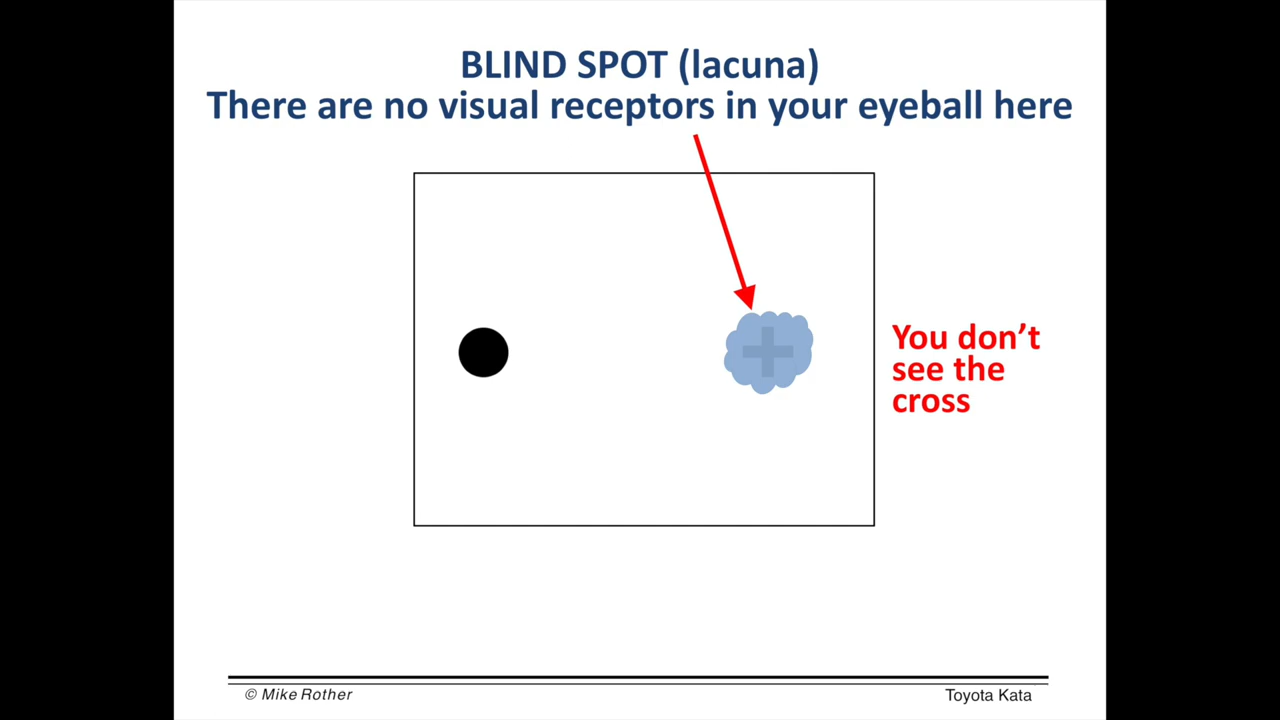 BLIND SPOT (lacuna)
There are no visual receptors in your eyeball here
You don’t
see the
cross
© Mike Rother
Toyota Kata